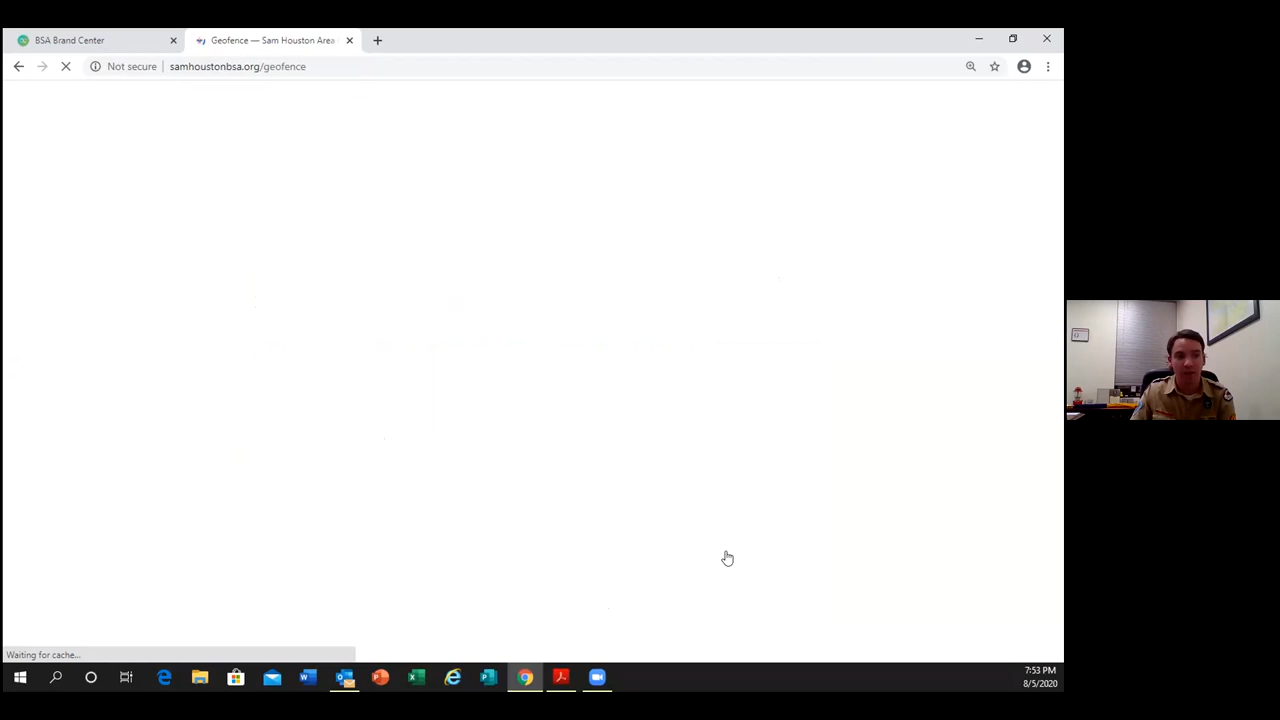 BSA Brand Center
Geofence — Sam Houston Area
Not secure
samhoustonbsa.org/geofence
Waiting for cache...
7:53 PM
8/5/2020